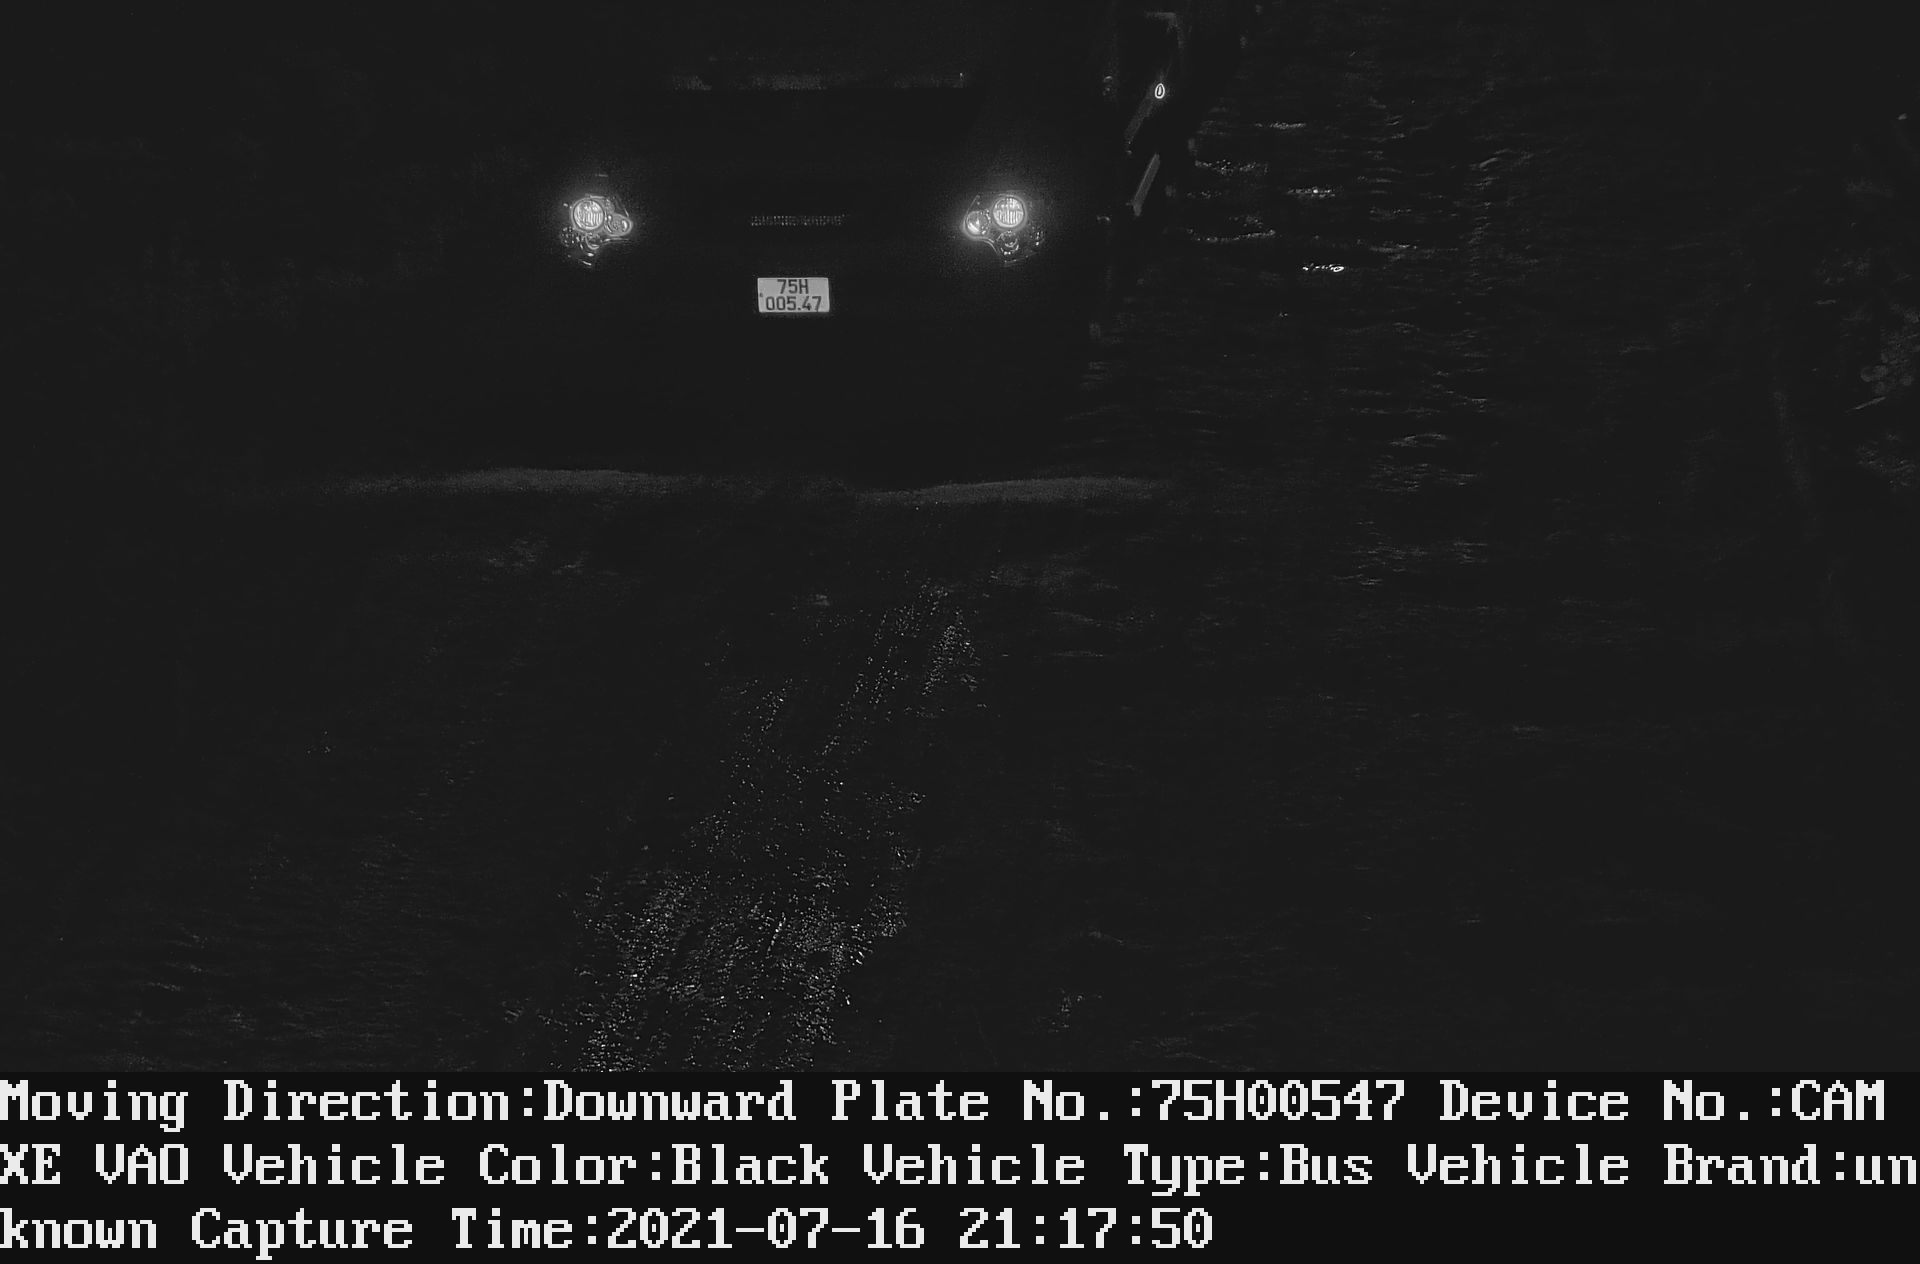 75H
005.47
Moving Direction:Downward Plate No.:75H00547 Device No.:CAM
XE VAO Vehicle Color:Black Vehicle Type:Bus Vehicle Brand:un
known Capture Time:2021-07-16 21:17:50